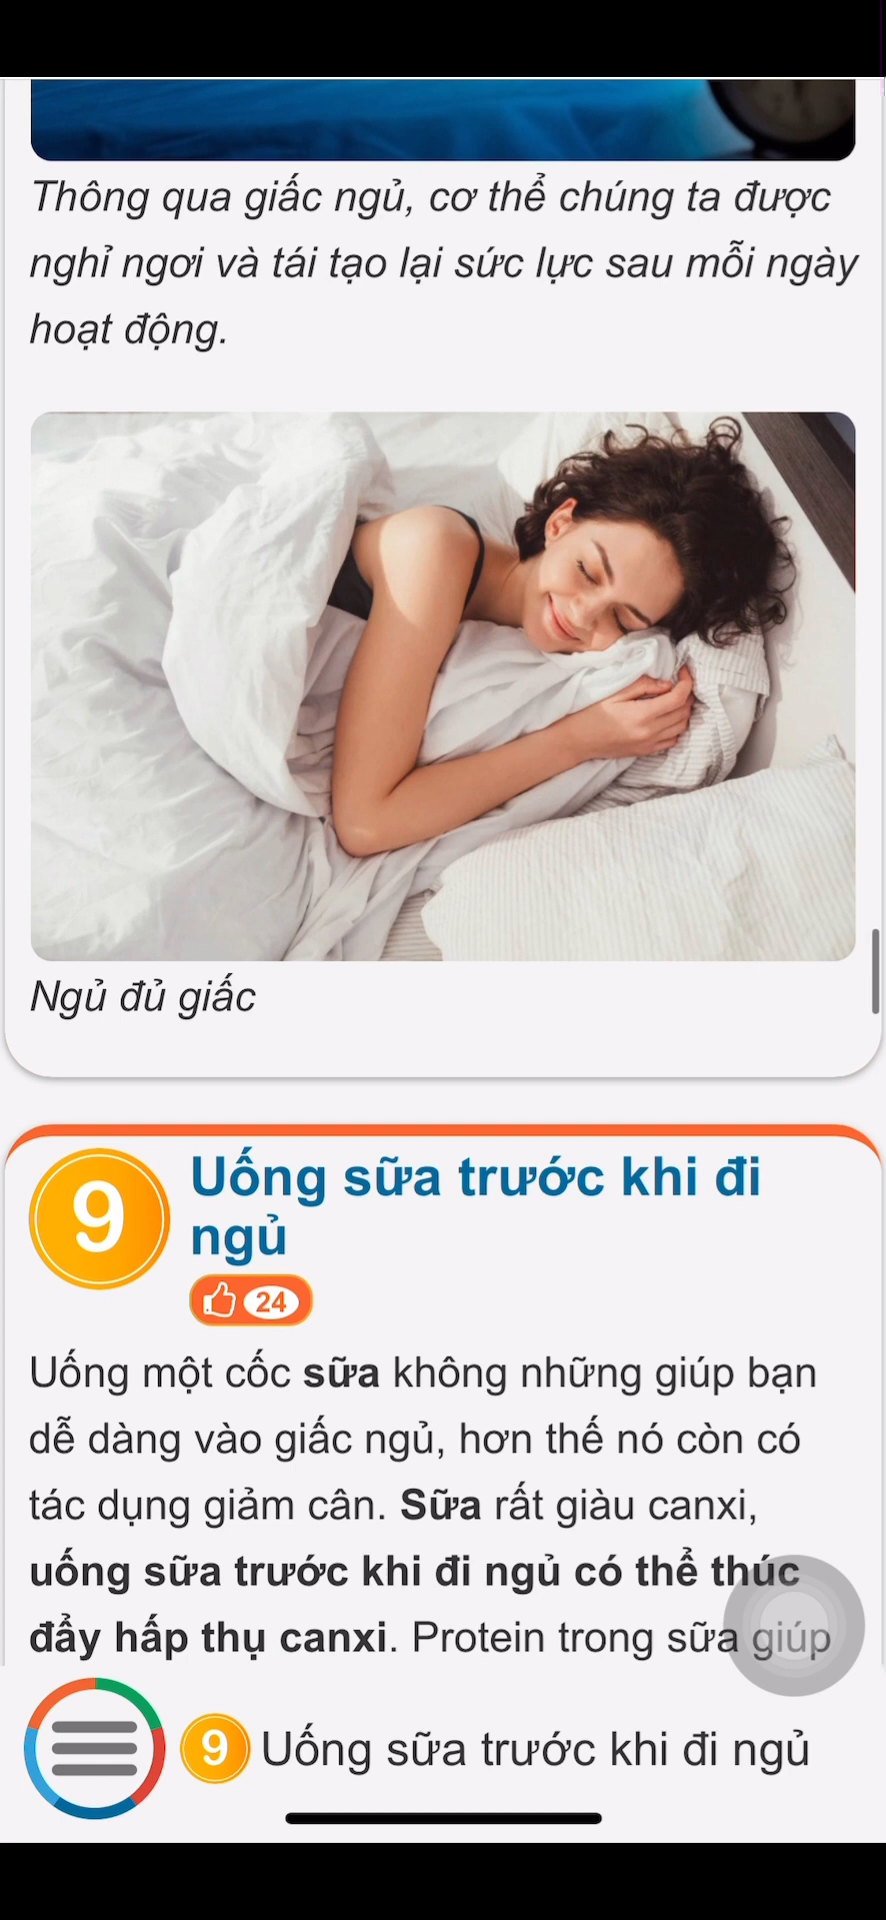 Thông qua giấc ngủ, cơ thể chúng ta được
nghỉ ngơi và tái tạo lại sức lực sau mỗi ngày
hoạt động.
Ngủ đủ giấc
9
Uống sữa trước khi đi
ngủ
24
Uống một cốc sữa không những giúp bạn
dễ dàng vào giấc ngủ, hơn thế nó còn có
tác dụng giảm cân. Sữa rất giàu canxi,
uống sữa trước khi đi ngủ có thể thúc
đẩy hấp thụ canxi. Protein trong sữa giúp
9 Uống sữa trước khi đi ngủ